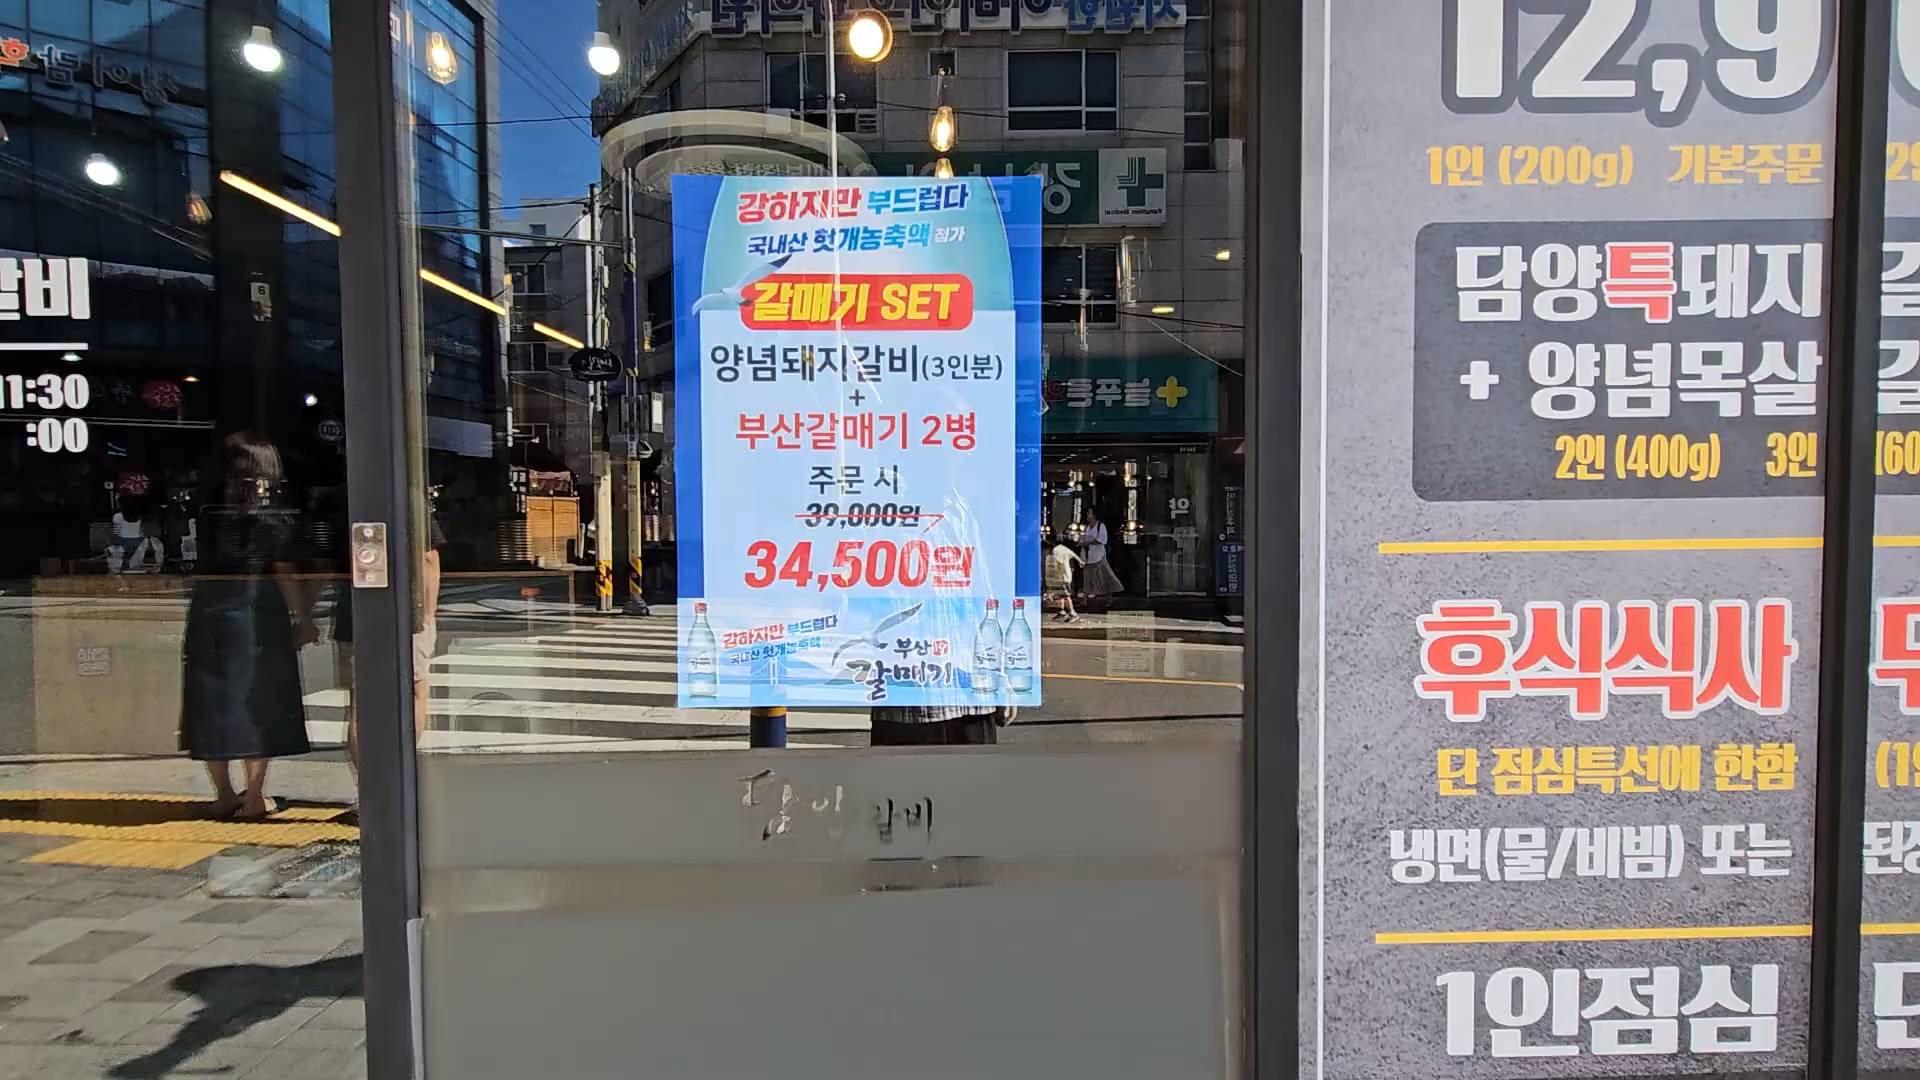 갈비
11:30
:00
강하지만 부드럽다
국내산 헛개농축액 첨가
갈매기 SET
양념돼지갈비(3인분)
+
부산갈매기 2병
주문 시
39,000원
34,500원
강하지만 부드럽다
국내산 헛개농축액
부산
갈매기
담양갈비
12,9
1인 (200g) 기본주문
담양특돼지
+ 양념목살
2인 (400g) 3인 (60
후식식사
단 점심특선에 한함
냉면(물/비빔) 또는
1인점심